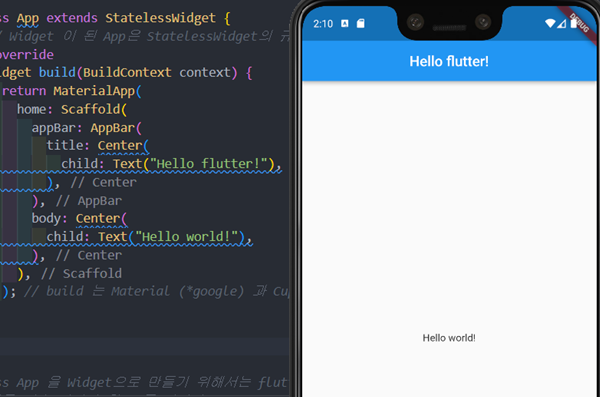 ss App extends StatelessWidget {
/ Widget 이 된 App은 StatelessWidget의 규
override
idget build(BuildContext context) {
return MaterialApp(
home: Scaffold(
appBar: AppBar(
title: Center(
child: Text("Hello flutter!"),
), // Center
), // AppBar
body: Center(
child: Text("Hello world!"),
), // Center
), // Scaffold
); // build 는 Material (*google) 과 Cup
ss App 을 Widget으로 만들기 위해서는 flut
2:10
A
DEBUG
Hello flutter!
Hello world!